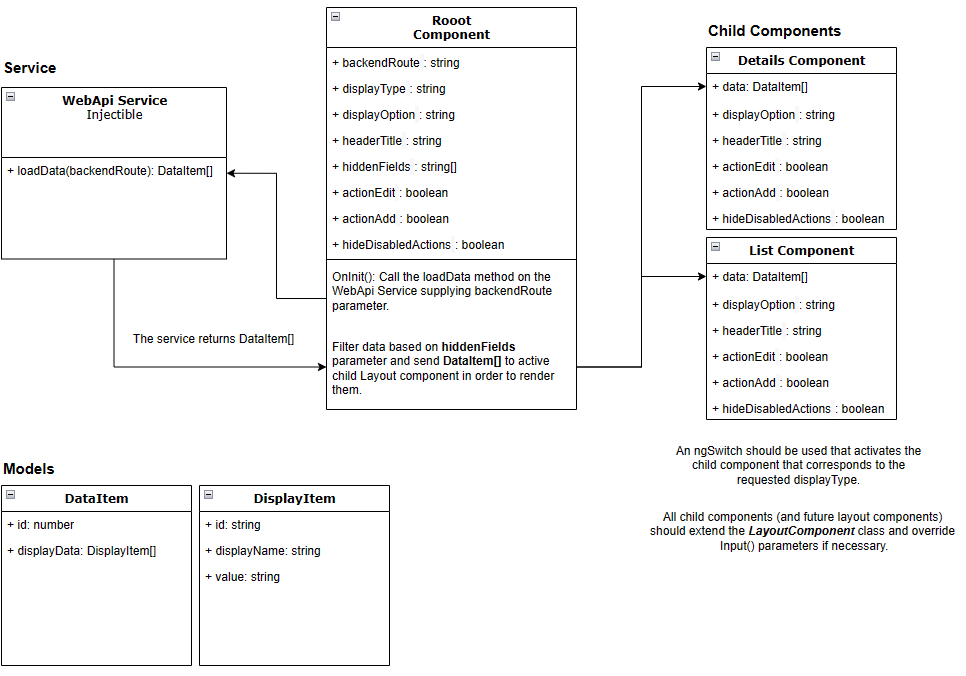 Service
WebApi Service
Injectible
+ loadData(backendRoute): DataItem[]
The service returns DataItem[]
Rooot
Component
+ backendRoute : string
+ displayType : string
+ displayOption : string
+ headerTitle : string
+ hiddenFields : string[]
+ actionEdit : boolean
+ actionAdd : boolean
+ hideDisabledActions : boolean
OnInit(): Call the loadData method on the
WebApi Service supplying backendRoute
parameter.
Filter data based on hiddenFields
parameter and send DataItem[] to active
child Layout component in order to render
them.
Child Components
Details Component
+ data: DataItem[]
+ displayOption : string
+ headerTitle : string
+ actionEdit : boolean
+ actionAdd : boolean
+ hideDisabledActions : boolean
List Component
+ data: DataItem[]
+ displayOption : string
+ headerTitle : string
+ actionEdit : boolean
+ actionAdd : boolean
+ hideDisabledActions : boolean
An ngSwitch should be used that activates the
child component that corresponds to the
requested displayType.
All child components (and future layout components)
should extend the LayoutComponent class and override
Input() parameters if necessary.
Models
DataItem
+ id: number
+ displayData: DisplayItem[]
DisplayItem
+ id: string
+ displayName: string
+ value: string